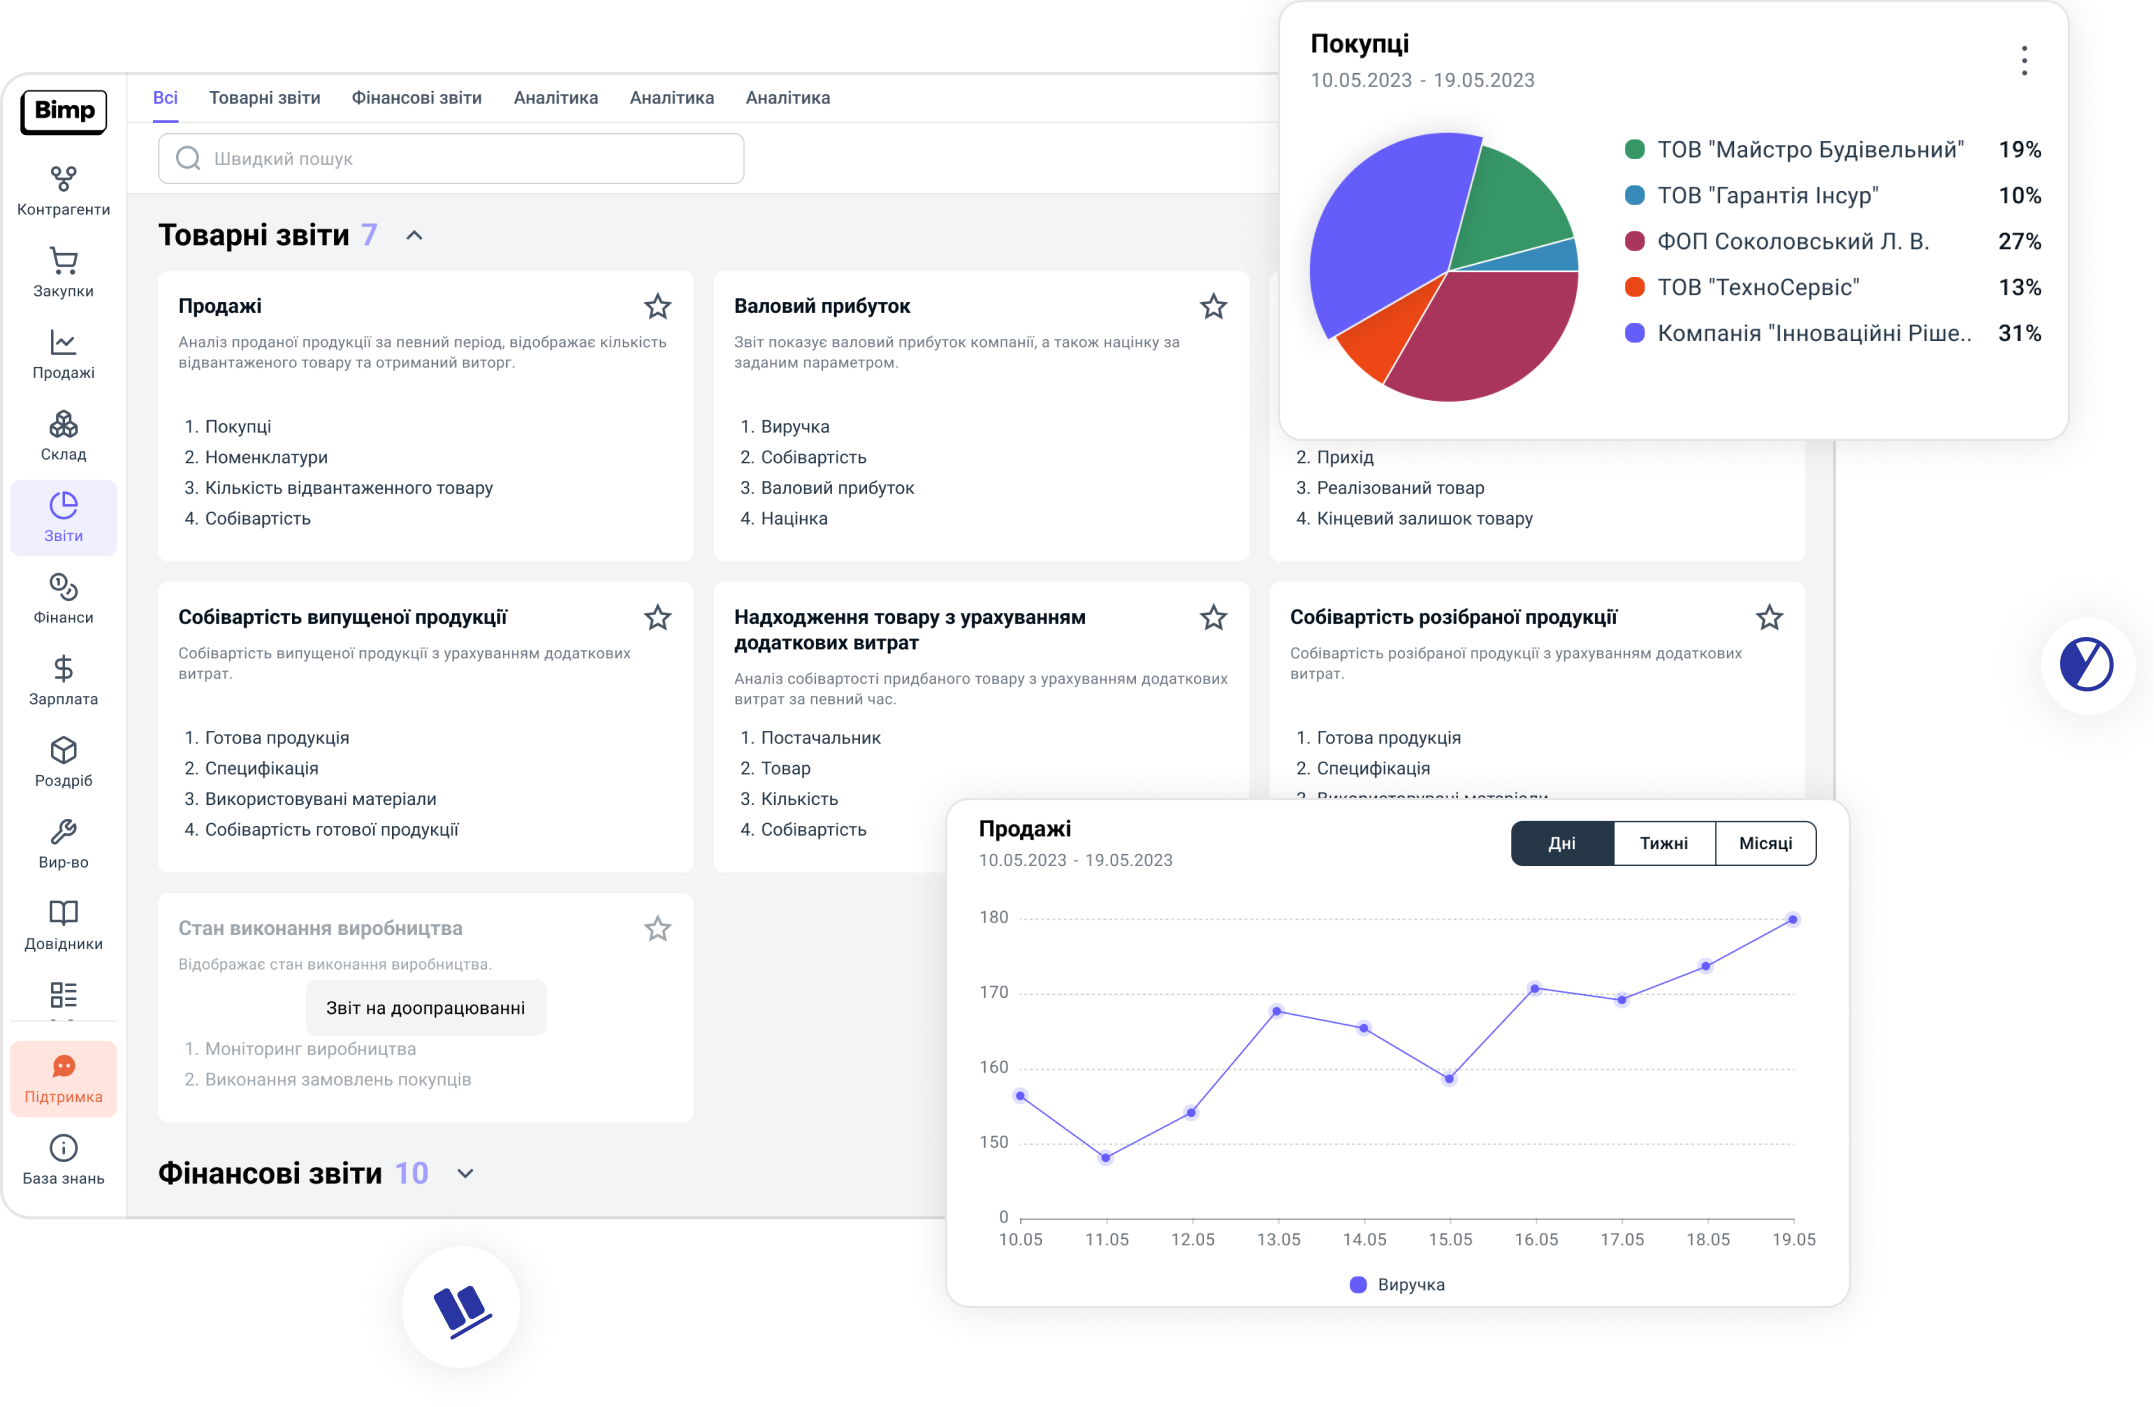 Bimp
Контрагенти
Закупки
Продажі
Склад
Звіти
Фінанси
Зарплата
Роздріб
Вир-во
Довідники
Підтримка
База знань
Всі
Товарні звіти
Фінансові звіти
Аналітика
Аналітика
Аналітика
Швидкий пошук
Товарні звіти 7
Продажі
Аналіз проданої продукції за певний період, відображає кількість
відвантаженого товару та отриманий виторг.
1. Покупці
2. Номенклатури
3. Кількість відвантаженного товару
4. Собівартість
Валовий прибуток
Звіт показує валовий прибуток компанії, а також націнку за
заданим параметром.
1. Виручка
2. Собівартість
3. Валовий прибуток
4. Націнка
2. Прихід
3. Реалізований товар
4. Кінцевий залишок товару
Собівартість випущеної продукції
Собівартість випущеної продукції з урахуванням додаткових
витрат.
1. Готова продукція
2. Специфікація
3. Використовувані матеріали
4. Собівартість готової продукції
Надходження товару з урахуванням
додаткових витрат
Аналіз собівартості придбаного товару з урахуванням додаткових
витрат за певний час.
1. Постачальник
2. Товар
3. Кількість
4. Собівартість
Собівартість розібраної продукції
Собівартість розібраної продукції з урахуванням додаткових
витрат.
1. Готова продукція
2. Специфікація
3. Використовувані матеріали
Стан виконання виробництва
Відображає стан виконання виробництва.
Звіт на доопрацюванні
1. Моніторинг виробництва
2. Виконання замовлень покупців
Фінансові звіти 10
Покупці
10.05.2023 - 19.05.2023
ТОВ "Майстро Будівельний" 19%
ТОВ "Гарантія Інсур" 10%
ФОП Соколовський Л. В. 27%
ТОВ "ТехноСервіс" 13%
Компанія "Інноваційні Ріше.. 31%
Продажі
10.05.2023 - 19.05.2023
Дні
Тижні
Місяці
180
170
160
150
0
10.05 11.05 12.05 13.05 14.05 15.05 16.05 17.05 18.05 19.05
Виручка